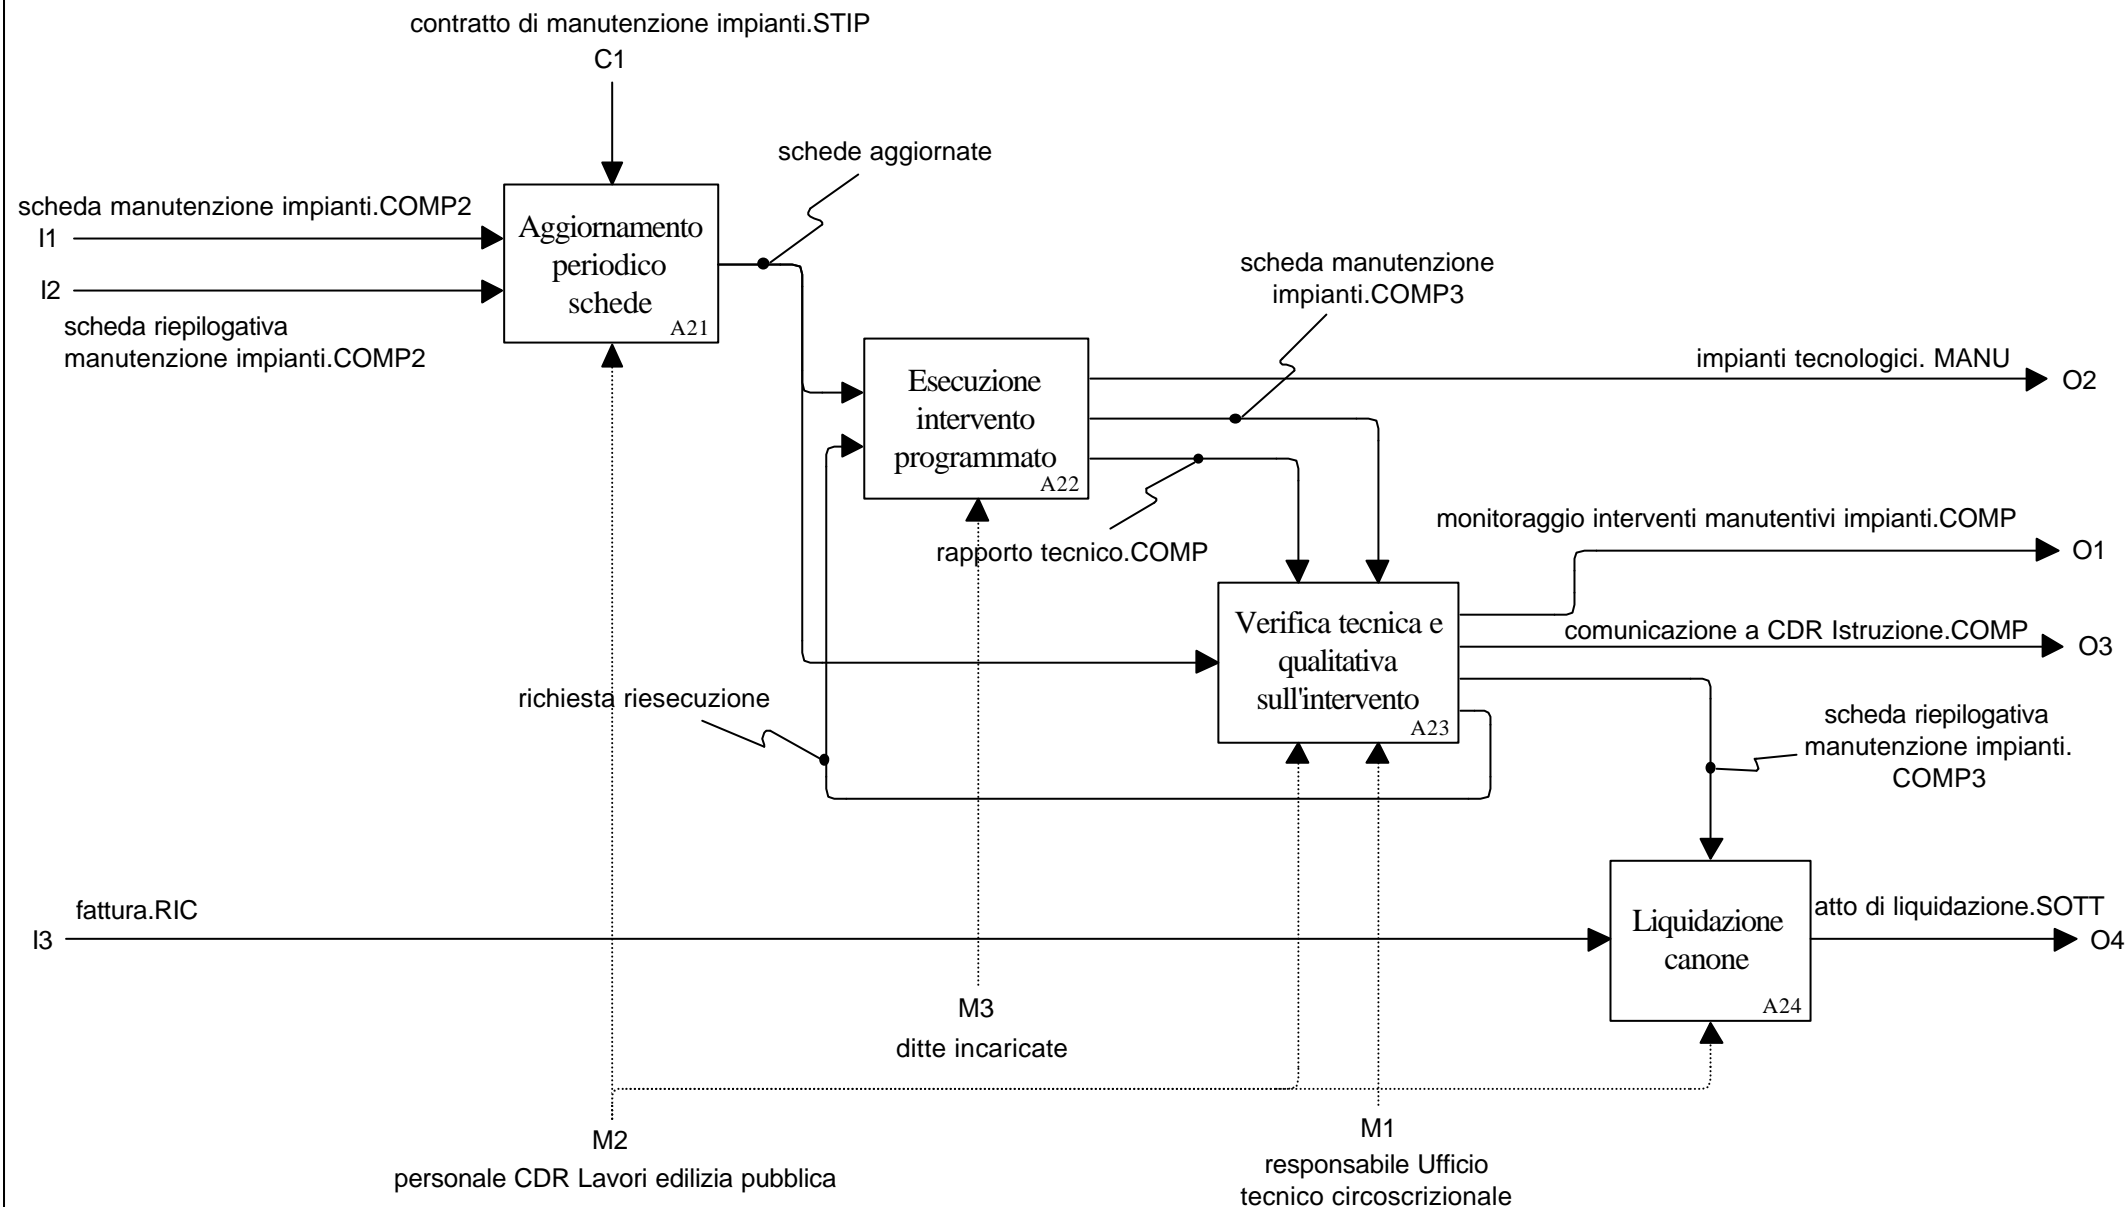 contratto di manutenzione impianti.STIP
C1
schede aggiornate
scheda manutenzione impianti.COMP2
I1
I2
scheda riepilogativa
manutenzione impianti.COMP2
Aggiornamento
periodico
schede
A21
scheda manutenzione
impianti.COMP3
impianti tecnologici. MANU
O2
Esecuzione
intervento
programmato
A22
rapporto tecnico.COMP
monitoraggio interventi manutentivi impianti.COMP
O1
comunicazione a CDR Istruzione.COMP
O3
Verifica tecnica e
qualitativa
sull'intervento
A23
richiesta riesecuzione
scheda riepilogativa
manutenzione impianti.
COMP3
fattura.RIC
I3
Liquidazione
canone
A24
atto di liquidazione.SOTT
O4
M3
ditte incaricate
M2
personale CDR Lavori edilizia pubblica
M1
responsabile Ufficio
tecnico circoscrizionale